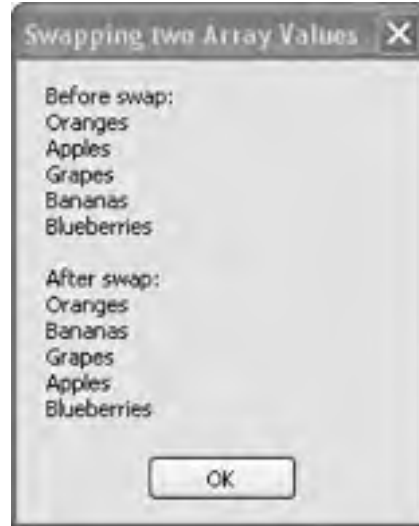 Swapping two Array Values
Before swap:
Oranges
Apples
Grapes
Bananas
Blueberries
After swap:
Oranges
Bananas
Grapes
Apples
Blueberries
OK